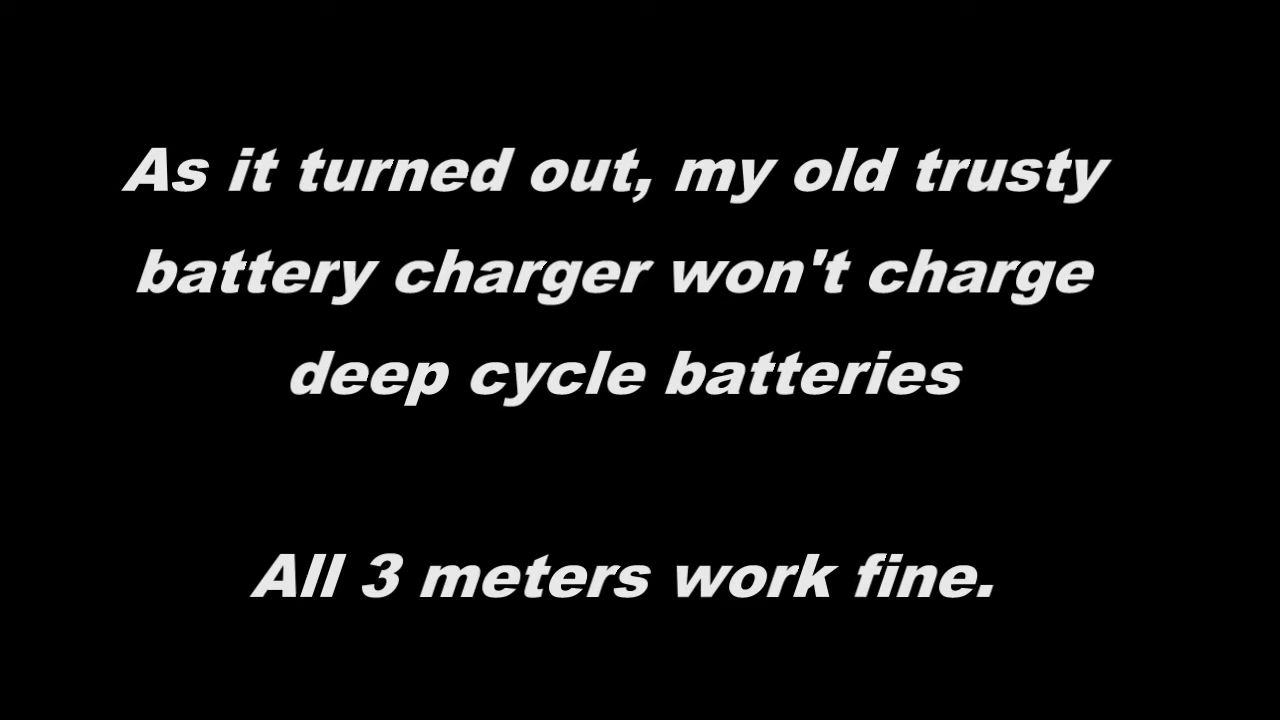 As it turned out, my old trusty
battery charger won't charge
deep cycle batteries
All 3 meters work fine.